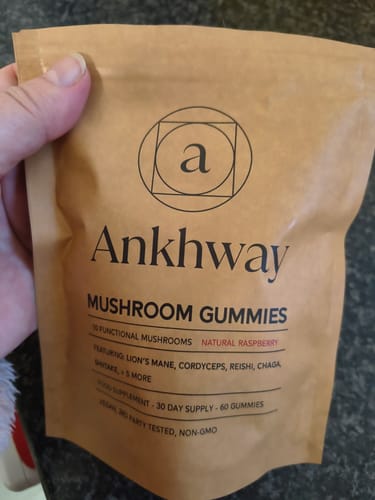 a
Ankhway
MUSHROOM GUMMIES
10 FUNCTIONAL MUSHROOMS NATURAL RASPBERRY
FEATURING: LION'S MANE, CORDYCEPS, REISHI, CHAGA,
SHIITAKE, + 5 MORE
FOOD SUPPLEMENT - 30 DAY SUPPLY - 60 GUMMIES
VEGAN, 3RD PARTY TESTED, NON-GMO